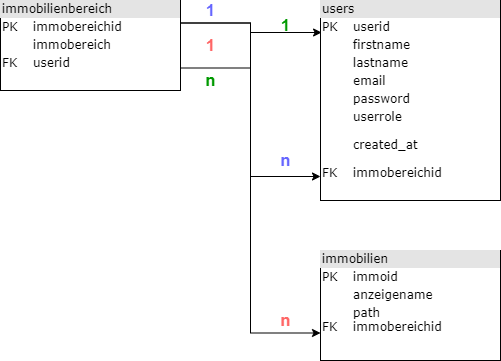 immobilienbereich
PK immobereichid
immobereich
FK userid
1
1
n
1
n
n
users
PK userid
firstname
lastname
email
password
userrole
created_at
FK immobereichid
immobilien
PK immoid
anzeigename
path
FK immobereichid